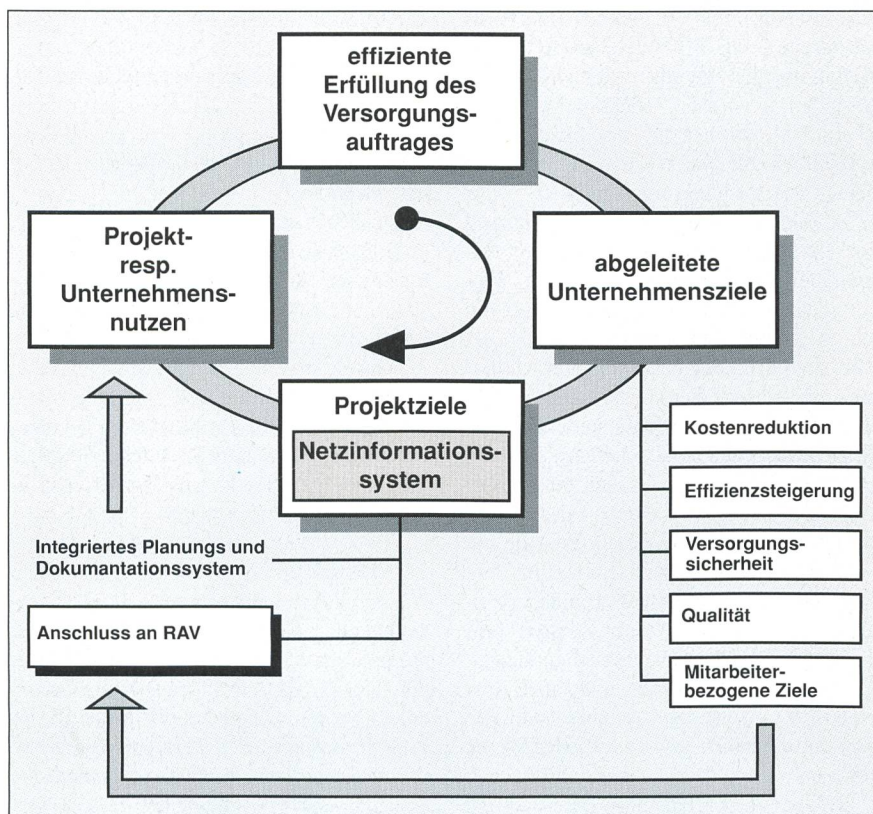 effiziente
Erfüllung des
Versorgungs-
auftrages
Projekt-
resp.
Unternehmens-
nutzen
abgeleitete
Unternehmensziele
Projektziele
Netzinformations-
system
Kostenreduktion
Effizienzsteigerung
Versorgungs-
sicherheit
Qualität
Mitarbeiter-
bezogene Ziele
Integriertes Planungs und
Dokumantationssystem
Anschluss an RAV